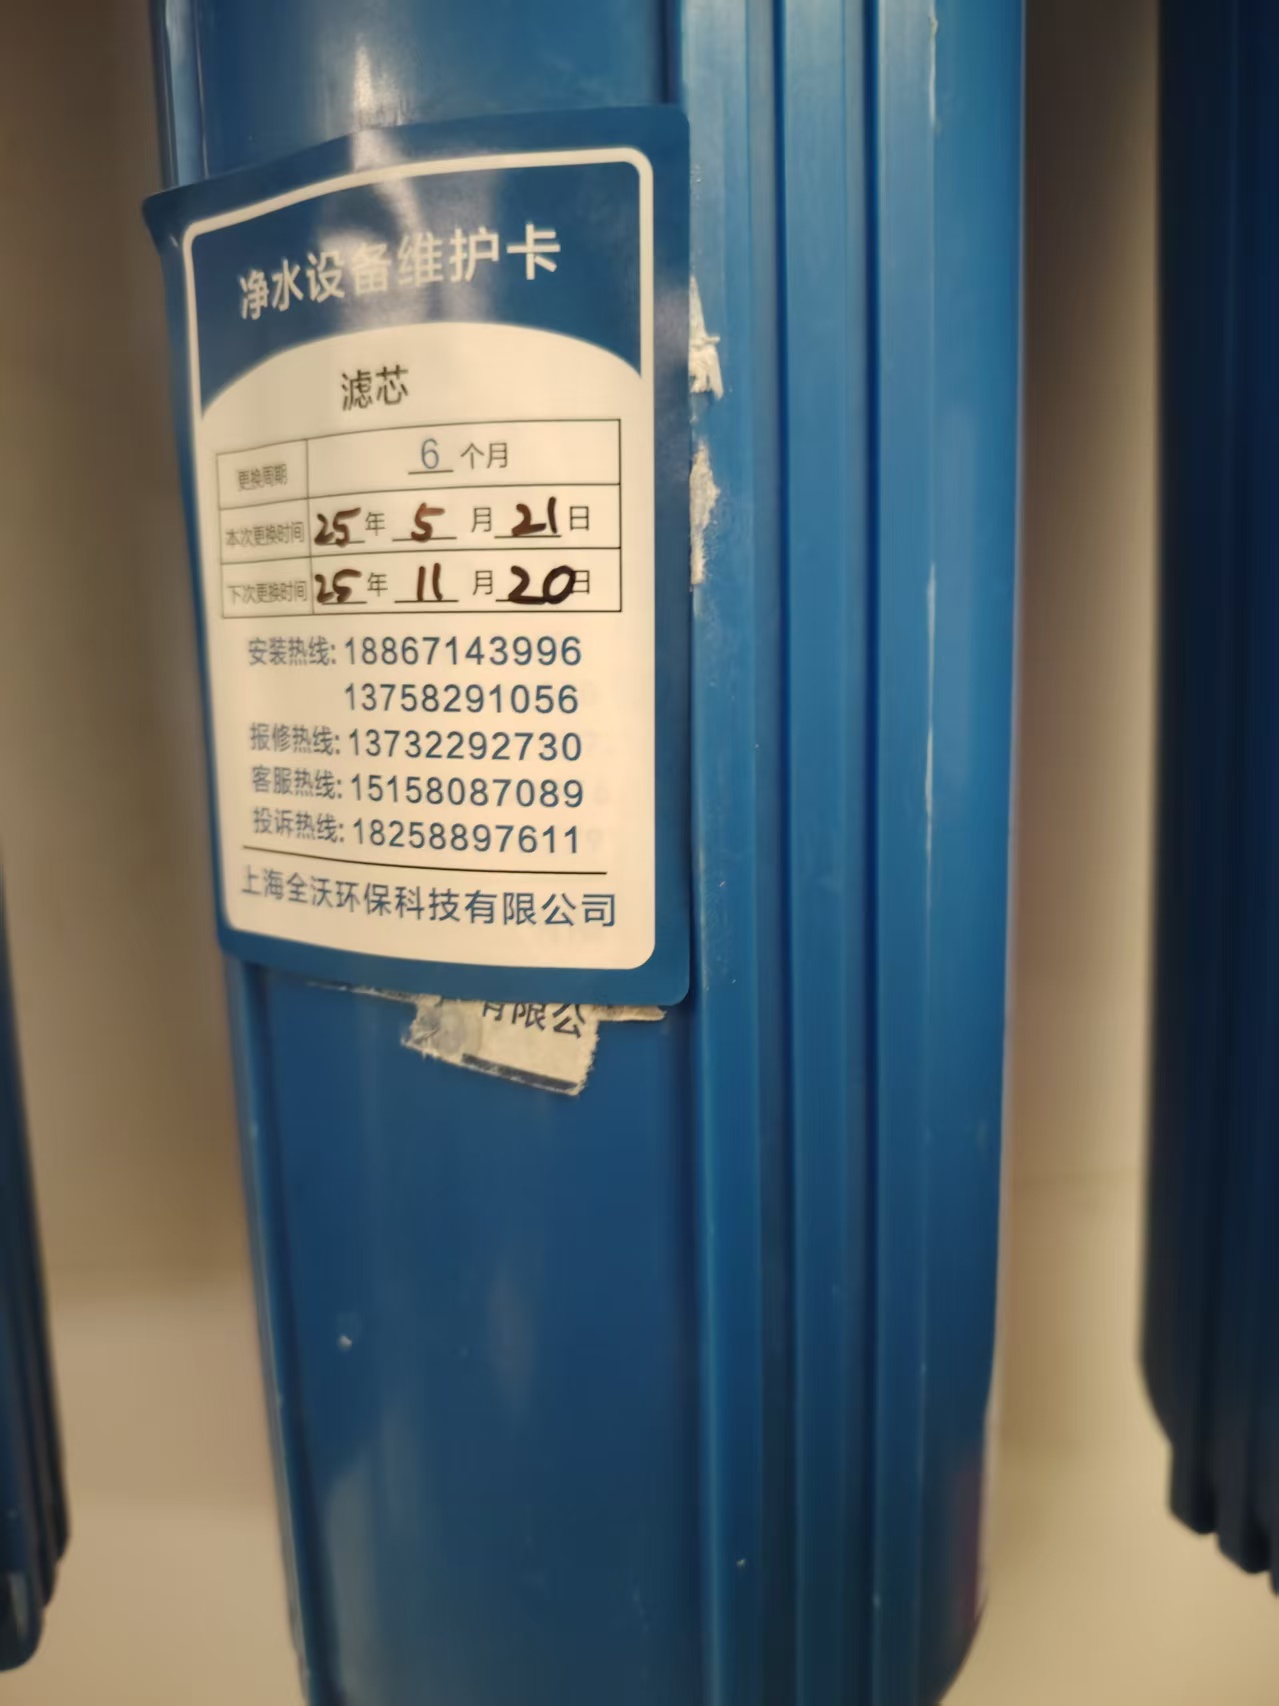 净水设备维护卡
滤芯
更换周期 6 个月
本次更换时间 25 年 5 月 21 日
下次更换时间 25 年 11 月 20 日
安装热线: 18867143996
13758291056
报修热线: 13732292730
客服热线: 15158087089
投诉热线: 18258897611
上海全沃环保科技有限公司
有限公